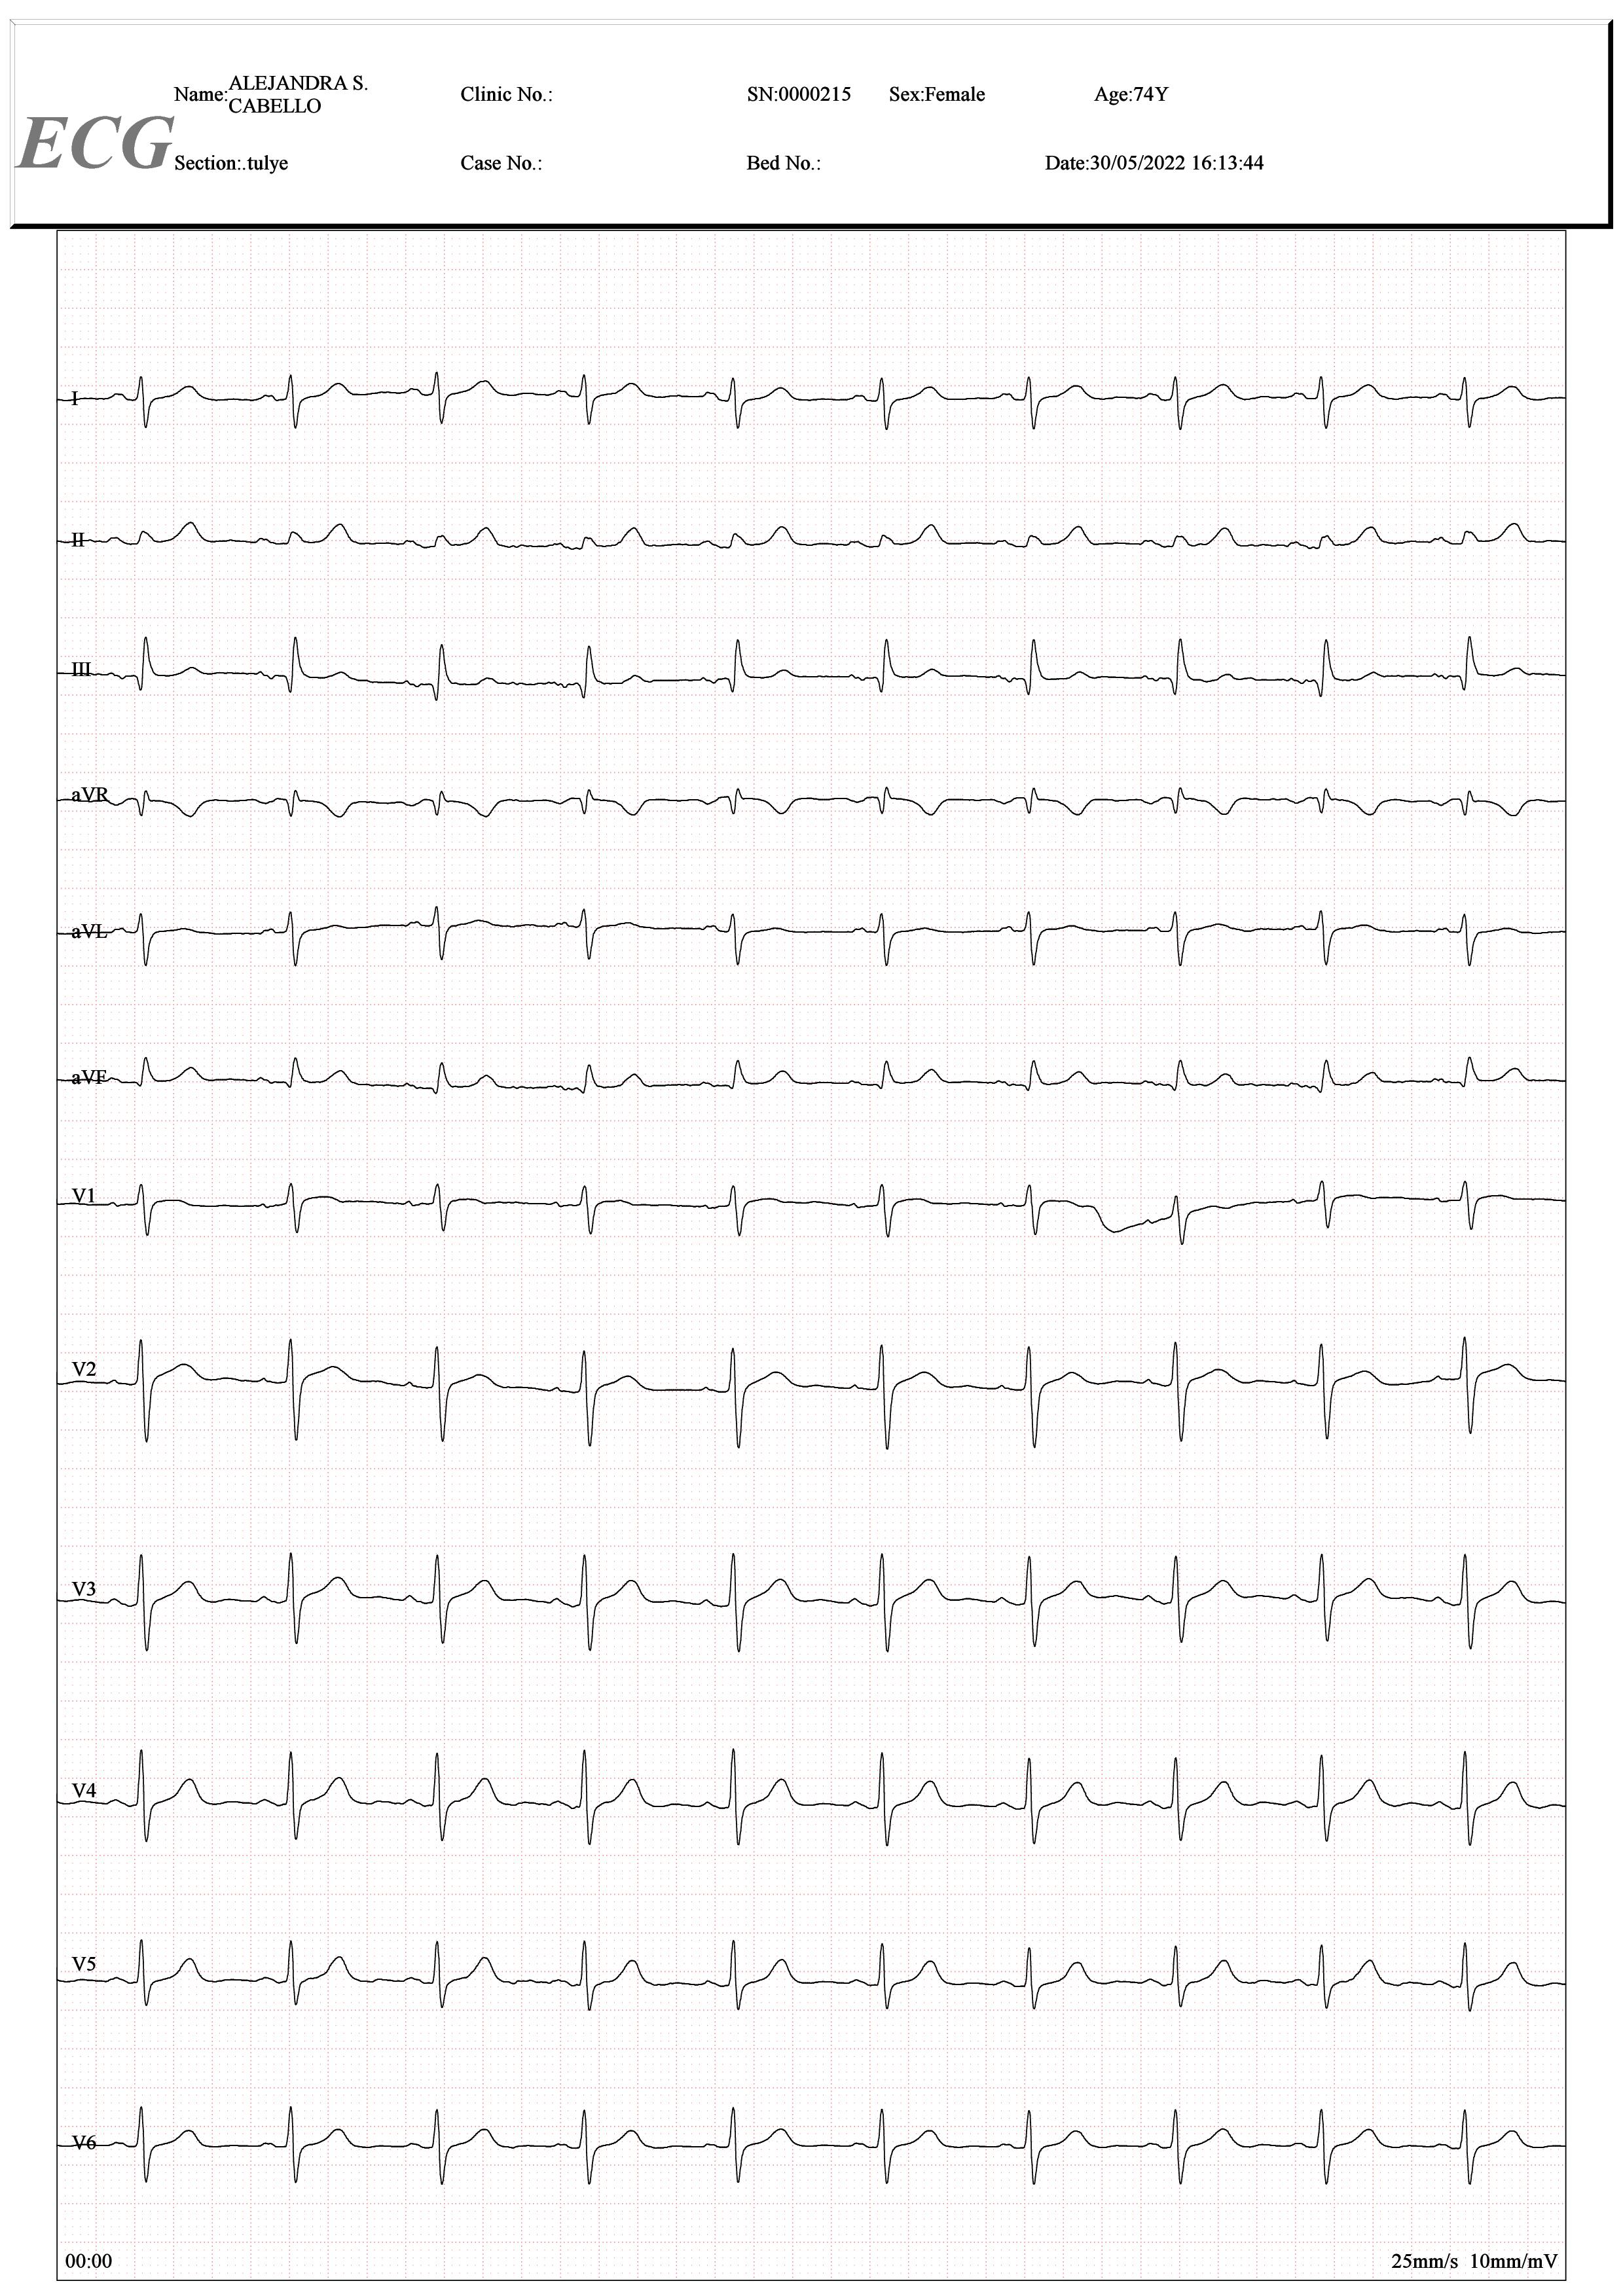 ECG
Name:ALEJANDRA S. CABELLO Clinic No.: SN:0000215 Sex:Female Age:74Y
Section:.tulye Case No.: Bed No.: Date:30/05/2022 16:13:44
I
II
III
aVR
aVL
aVF
V1
V2
V3
V4
V5
V6
00:00 25mm/s 10mm/mV